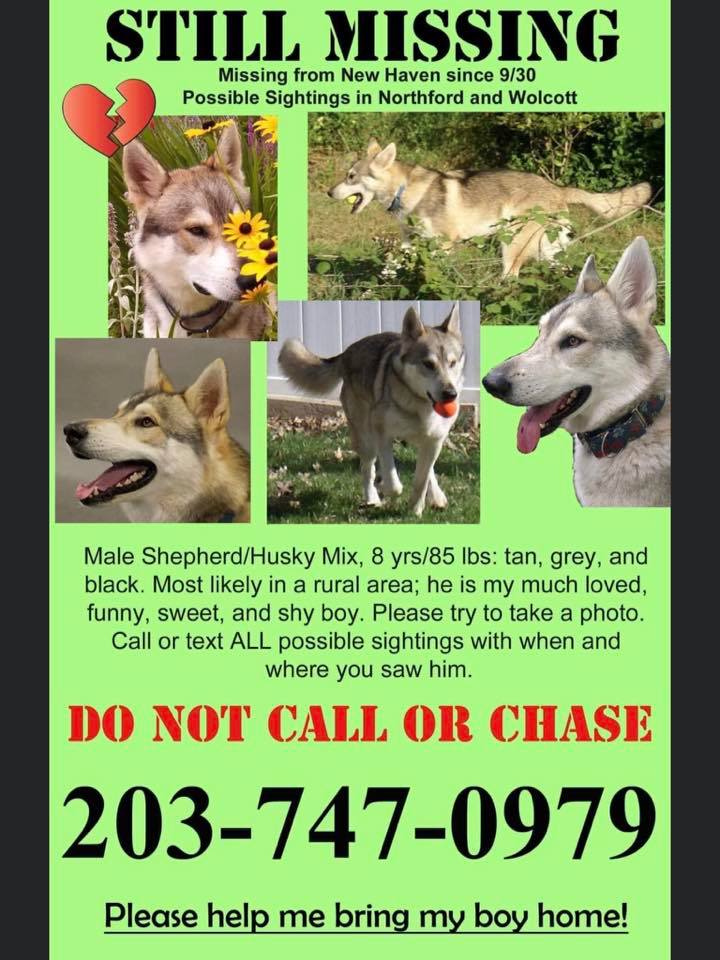 STILL MISSING
Missing from New Haven since 9/30
Possible Sightings in Northford and Wolcott
Male Shepherd/Husky Mix, 8 yrs/85 lbs: tan, grey, and
black. Most likely in a rural area; he is my much loved,
funny, sweet, and shy boy. Please try to take a photo.
Call or text ALL possible sightings with when and
where you saw him.
DO NOT CALL OR CHASE
203-747-0979
Please help me bring my boy home!